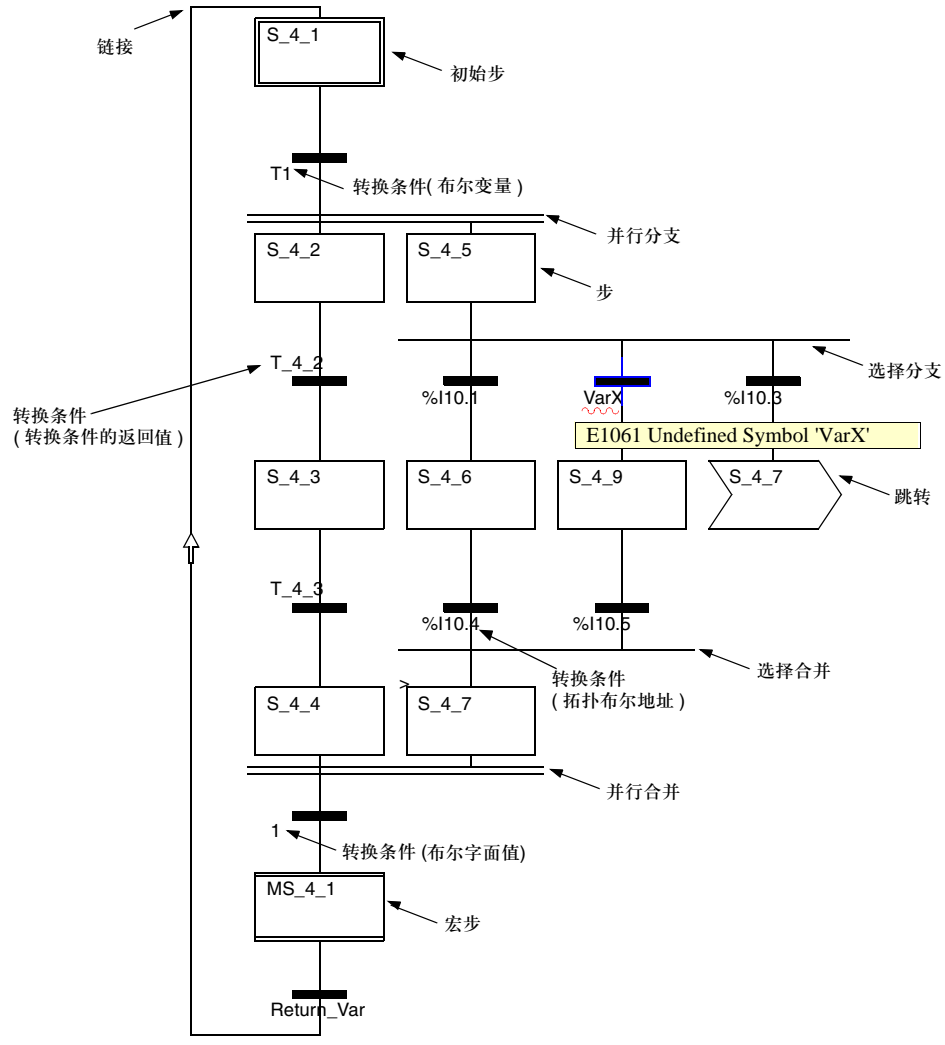 链接
S_4_1
初始步
T1
转换条件( 布尔变量 )
并行分支
S_4_2
S_4_5
步
选择分支
T_4_2
%I10.1
VarX
%I10.3
转换条件
( 转换条件的返回值 )
E1061 Undefined Symbol 'VarX'
S_4_3
S_4_6
S_4_9
S_4_7
跳转
T_4_3
%I10.4
%I10.5
选择合并
转换条件
( 拓扑布尔地址 )
>
S_4_4
S_4_7
并行合并
1
转换条件 (布尔字面值)
MS_4_1
宏步
Return_Var